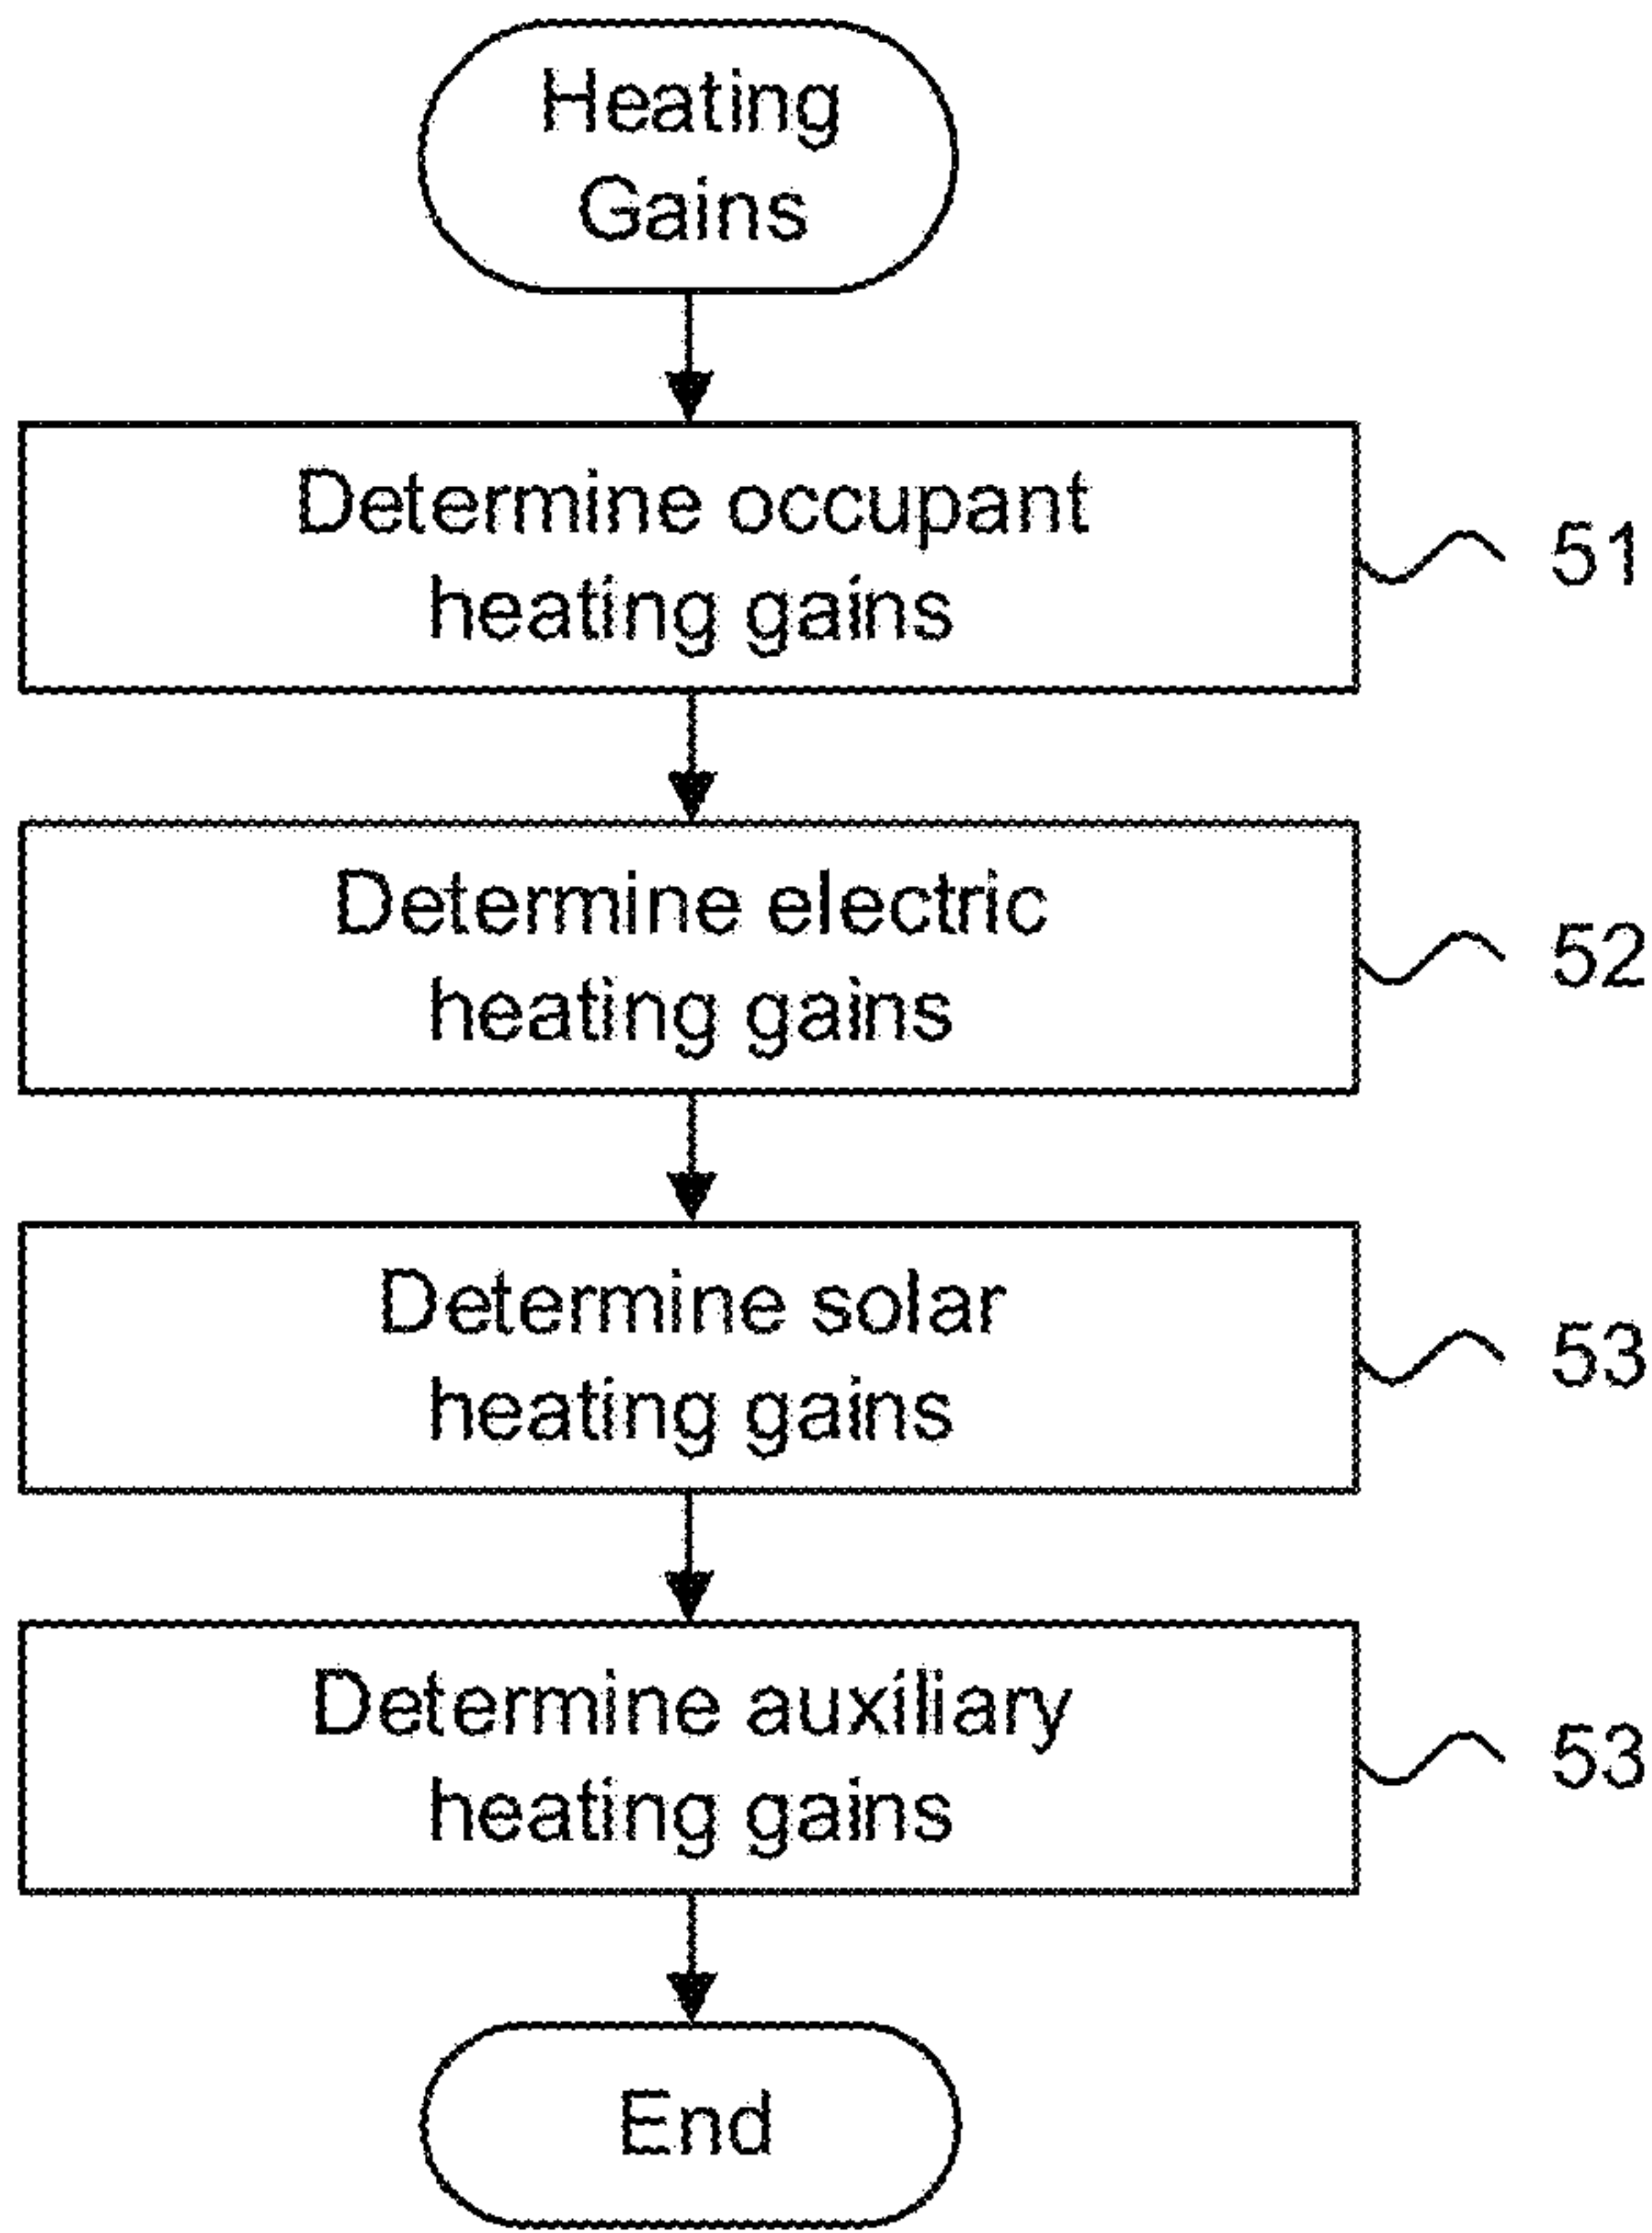 Heating
Gains
Determine occupant
heating gains
51
Determine electric
heating gains
52
Determine solar
heating gains
53
Determine auxiliary
heating gains
53
End